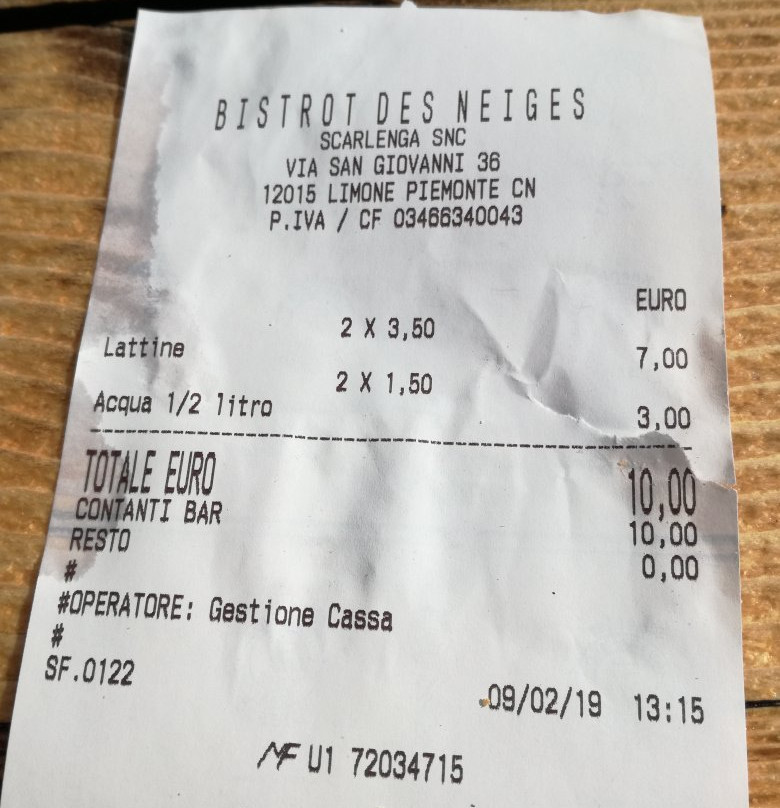 BISTROT DES NEIGES
SCARLENGA SNC
VIA SAN GIOVANNI 36
12015 LIMONE PIEMONTE CN
P.IVA / CF 03466340043
EURO
2 X 3,50
Lattine 7,00
2 X 1,50
Acqua 1/2 litro 3,00
TOTALE EURO 10,00
CONTANTI BAR 10,00
RESTO 0,00
#
#OPERATORE: Gestione Cassa
#
SF.0122
09/02/19 13:15
MF U1 72034715